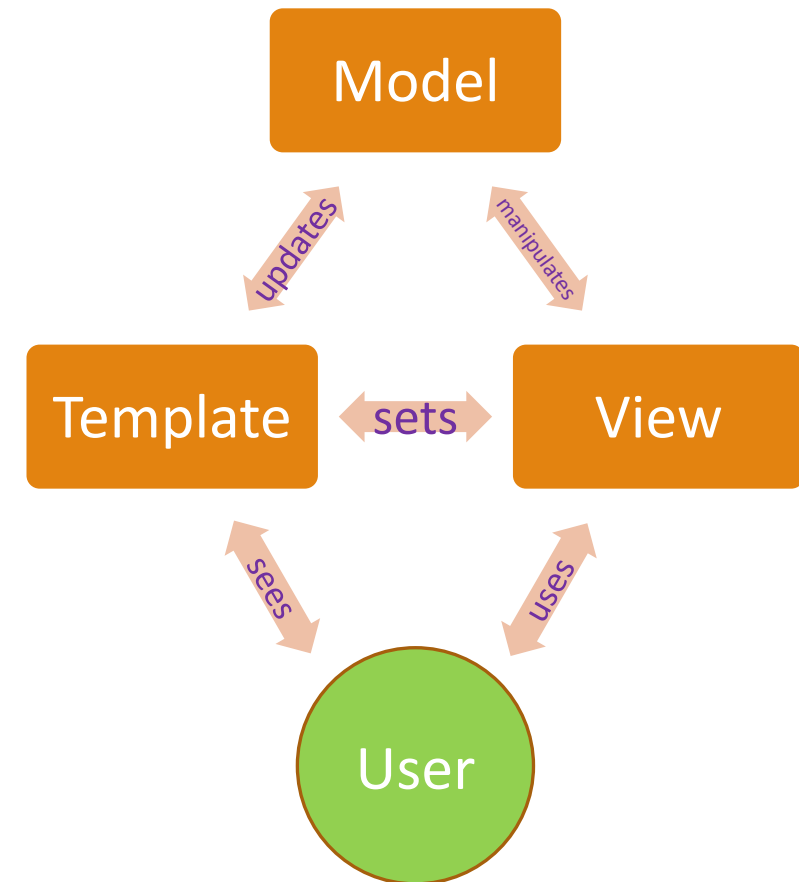 Model
updates
manipulates
Template
sets
View
sees
uses
User